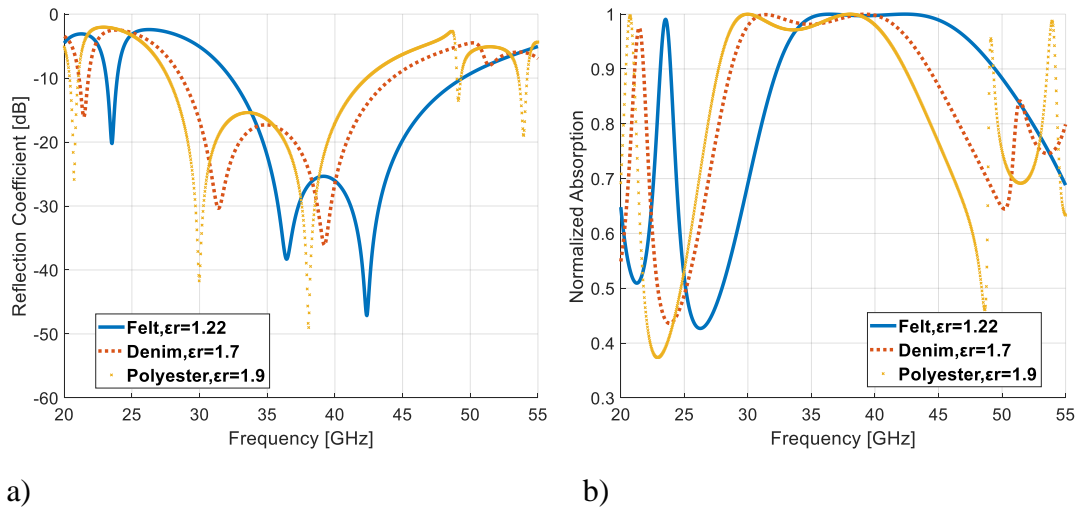 0
-10
-20
-30
-40
-50
-60
Reflection Coefficient [dB]
Felt,εr=1.22
Denim,εr=1.7
Polyester,εr=1.9
20 25 30 35 40 45 50 55
Frequency [GHz]
a)
1
0.9
0.8
0.7
0.6
0.5
0.4
0.3
Normalized Absorption
Felt,εr=1.22
Denim,εr=1.7
Polyester,εr=1.9
20 25 30 35 40 45 50 55
Frequency [GHz]
b)